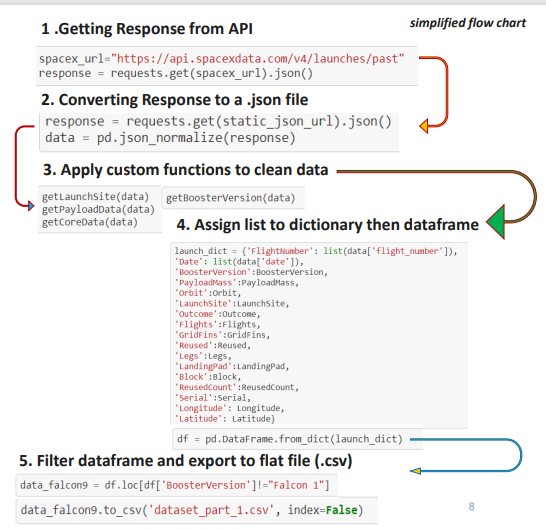 simplified flow chart
1 .Getting Response from API
spacex_url="https://api.spacexdata.com/v4/launches/past"
response = requests.get(spacex_url).json()
2. Converting Response to a .json file
response = requests.get(static_json_url).json()
data = pd.json_normalize(response)
3. Apply custom functions to clean data
getLaunchSite(data)
getPayloadData(data)
getCoreData(data)
getBoosterVersion(data)
4. Assign list to dictionary then dataframe
launch_dict = {'FlightNumber': list(data['flight_number']),
'Date': list(data['date']),
'BoosterVersion':BoosterVersion,
'PayloadMass':PayloadMass,
'Orbit':Orbit,
'LaunchSite':LaunchSite,
'Outcome':Outcome,
'Flights':Flights,
'GridFins':GridFins,
'Reused':Reused,
'Legs':Legs,
'LandingPad':LandingPad,
'Block':Block,
'ReusedCount':ReusedCount,
'Serial':Serial,
'Longitude': Longitude,
'Latitude': Latitude}
df = pd.DataFrame.from_dict(launch_dict)
5. Filter dataframe and export to flat file (.csv)
data_falcon9 = df.loc[df['BoosterVersion']!="Falcon 1"]
data_falcon9.to_csv('dataset_part_1.csv', index=False)
8